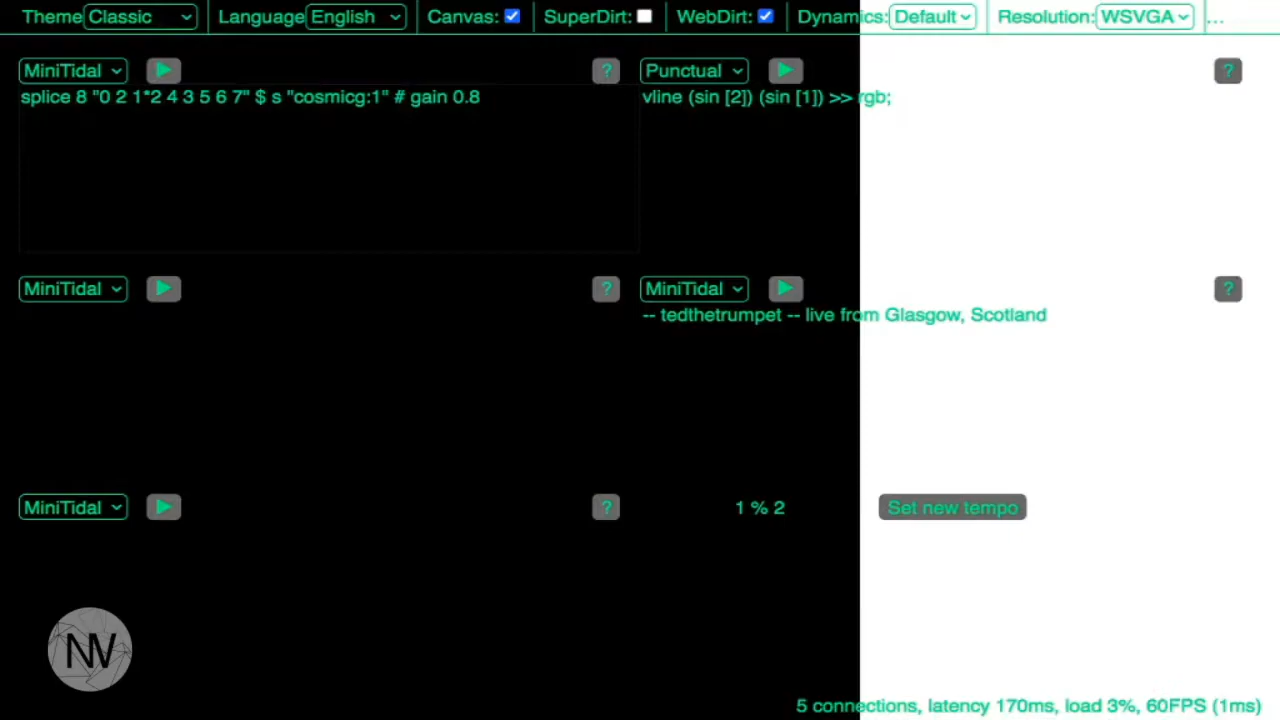 Theme Classic Language English Canvas: SuperDirt: WebDirt: Dynamics: Default Resolution: WSVGA ...
MiniTidal ? Punctual ?
splice 8 "0 2 1*2 4 3 5 6 7" $ s "cosmicg:1" # gain 0.8
vline (sin [2]) (sin [1]) >> rgb;
MiniTidal ? MiniTidal ?
-- tedthetrumpet -- live from Glasgow, Scotland
MiniTidal ? 1 % 2 Set new tempo
NV
5 connections, latency 170ms, load 3%, 60FPS (1ms)